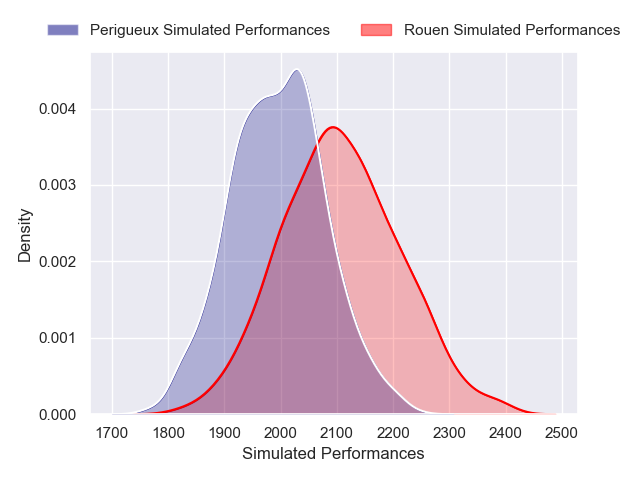 Perigueux Simulated Performances Rouen Simulated Performances
0.004
0.003
0.002
0.001
0.000
Density
1700 1800 1900 2000 2100 2200 2300 2400 2500
Simulated Performances